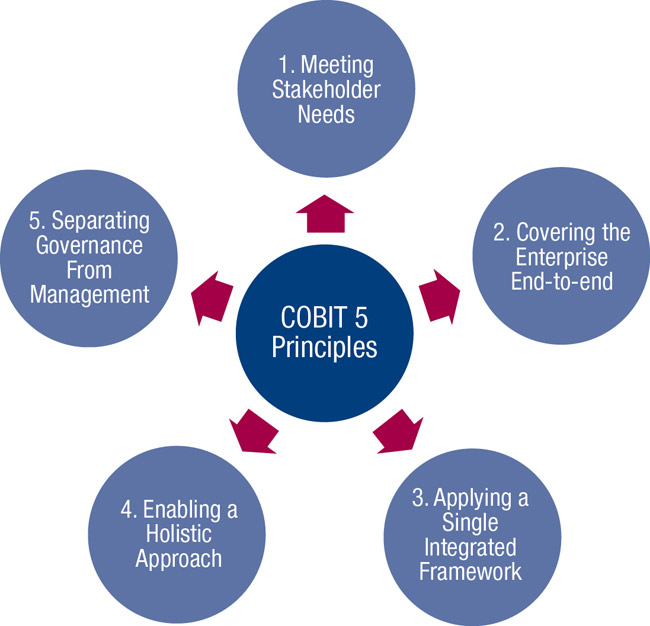 1. Meeting
Stakeholder
Needs
2. Covering the
Enterprise
End-to-end
3. Applying a
Single
Integrated
Framework
4. Enabling a
Holistic
Approach
5. Separating
Governance
From
Management
COBIT 5
Principles